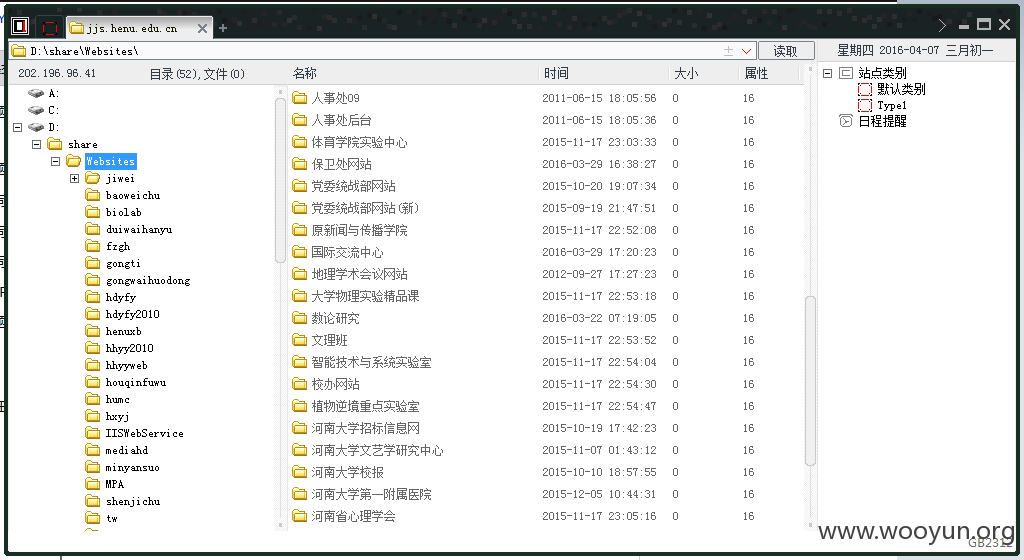 jjs.henu.edu.cn
D:\share\Websites\ 读取 星期四 2016-04-07 三月初一
202.196.96.41 目录(52),文件(0) 名称 时间 大小 属性
A:
C:
D:
share
Websites
jiwei
baoweichu
biolab
duiwaihanyu
fzgh
gongti
gongwaihuodong
hdyfy
hdyfy2010
henuxb
hhyy2010
hhyyweb
houqinfuwu
humc
hxyj
IISWebService
mediahd
minyansuo
MPA
shenjichu
tw
人事处09 2011-06-15 18:05:56 0 16
人事处后台 2011-06-15 18:05:36 0 16
体育学院实验中心 2015-11-17 23:03:33 0 16
保卫处网站 2016-03-29 16:38:27 0 16
党委统战部网站 2015-10-20 19:07:34 0 16
党委统战部网站(新) 2015-09-19 21:47:51 0 16
原新闻与传播学院 2015-11-17 22:52:08 0 16
国际交流中心 2016-03-29 17:20:23 0 16
地理学术会议网站 2012-09-27 17:27:23 0 16
大学物理实验精品课 2015-11-17 22:53:18 0 16
数论研究 2016-03-22 07:19:05 0 16
文理班 2015-11-17 22:53:52 0 16
智能技术与系统实验室 2015-11-17 22:54:04 0 16
校办网站 2015-11-17 22:54:30 0 16
植物逆境重点实验室 2015-11-17 22:54:47 0 16
河南大学招标信息网 2015-10-19 17:42:23 0 16
河南大学文艺学研究中心 2015-11-07 01:43:12 0 16
河南大学校报 2015-10-10 18:57:55 0 16
河南大学第一附属医院 2015-12-05 10:44:31 0 16
河南省心理学会 2015-11-17 23:05:16 0 16
站点类别
默认类别
Type1
日程提醒
www.wooyun.org
GB2312